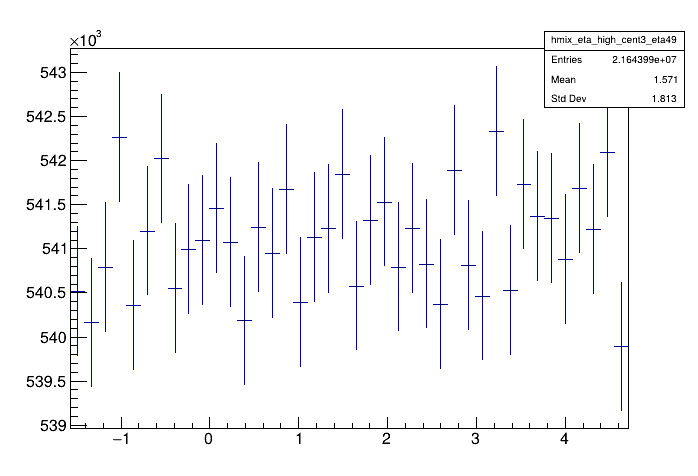 ×10³
hmix_eta_high_cent3_eta49
Entries 2.164399e+07
Mean 1.571
Std Dev 1.813
543
542.5
542
541.5
541
540.5
540
539.5
539
−1 0 1 2 3 4